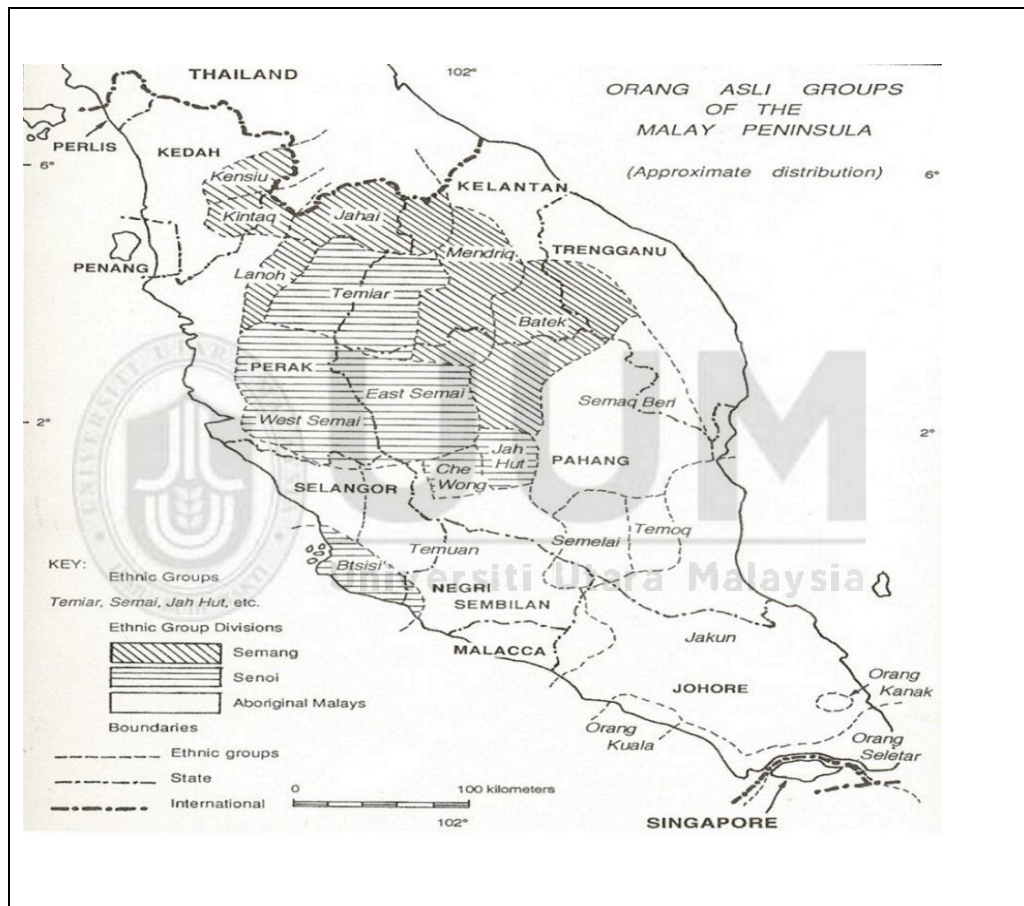 THAILAND
102°
ORANG ASLI GROUPS
OF THE
MALAY PENINSULA
(Approximate distribution)
PERLIS
KEDAH
6°
6°
Kensiu
KELANTAN
Kintaq
Jahai
PENANG
Mendriq
TRENGGANU
Lanoh
Temiar
Batek
PERAK
East Semai
Semaq Beri
West Semai
2°
2°
Jah
Hut
PAHANG
Che
Wong
SELANGOR
Temoq
Semelai
Temuan
Btsisi'
UUM
Universiti Utara Malaysia
NEGRI
SEMBILAN
MALACCA
Jakun
JOHORE
Orang
Kanak
Orang
Kuala
Orang
Seletar
SINGAPORE
KEY:
Ethnic Groups
Temiar, Semai, Jah Hut, etc.
Ethnic Group Divisions
Semang
Senoi
Aboriginal Malays
Boundaries
Ethnic groups
State
International
0
100 kilometers
102°